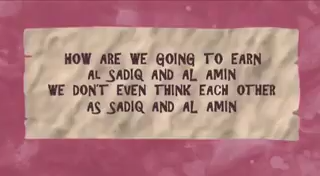 HOW ARE WE GOING TO EARN
AL SADIQ AND AL AMIN
WE DON'T EVEN THINK EACH OTHER
AS SADIQ AND AL AMIN